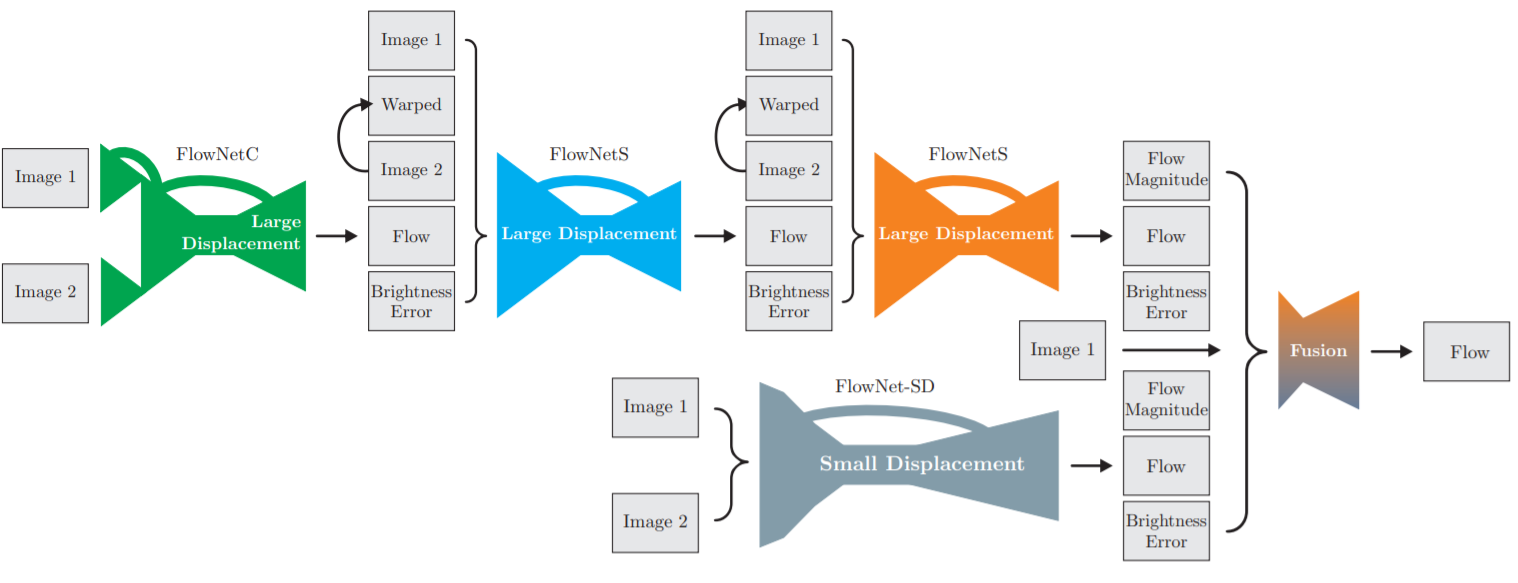 Image 1
Image 2
FlowNetC
Large
Displacement
Image 1
Warped
Image 2
Flow
Brightness
Error
FlowNetS
Large Displacement
Image 1
Warped
Image 2
Flow
Brightness
Error
FlowNetS
Large Displacement
Flow
Magnitude
Flow
Brightness
Error
Image 1
Image 1
Image 2
FlowNet-SD
Small Displacement
Flow
Magnitude
Flow
Brightness
Error
Fusion
Flow